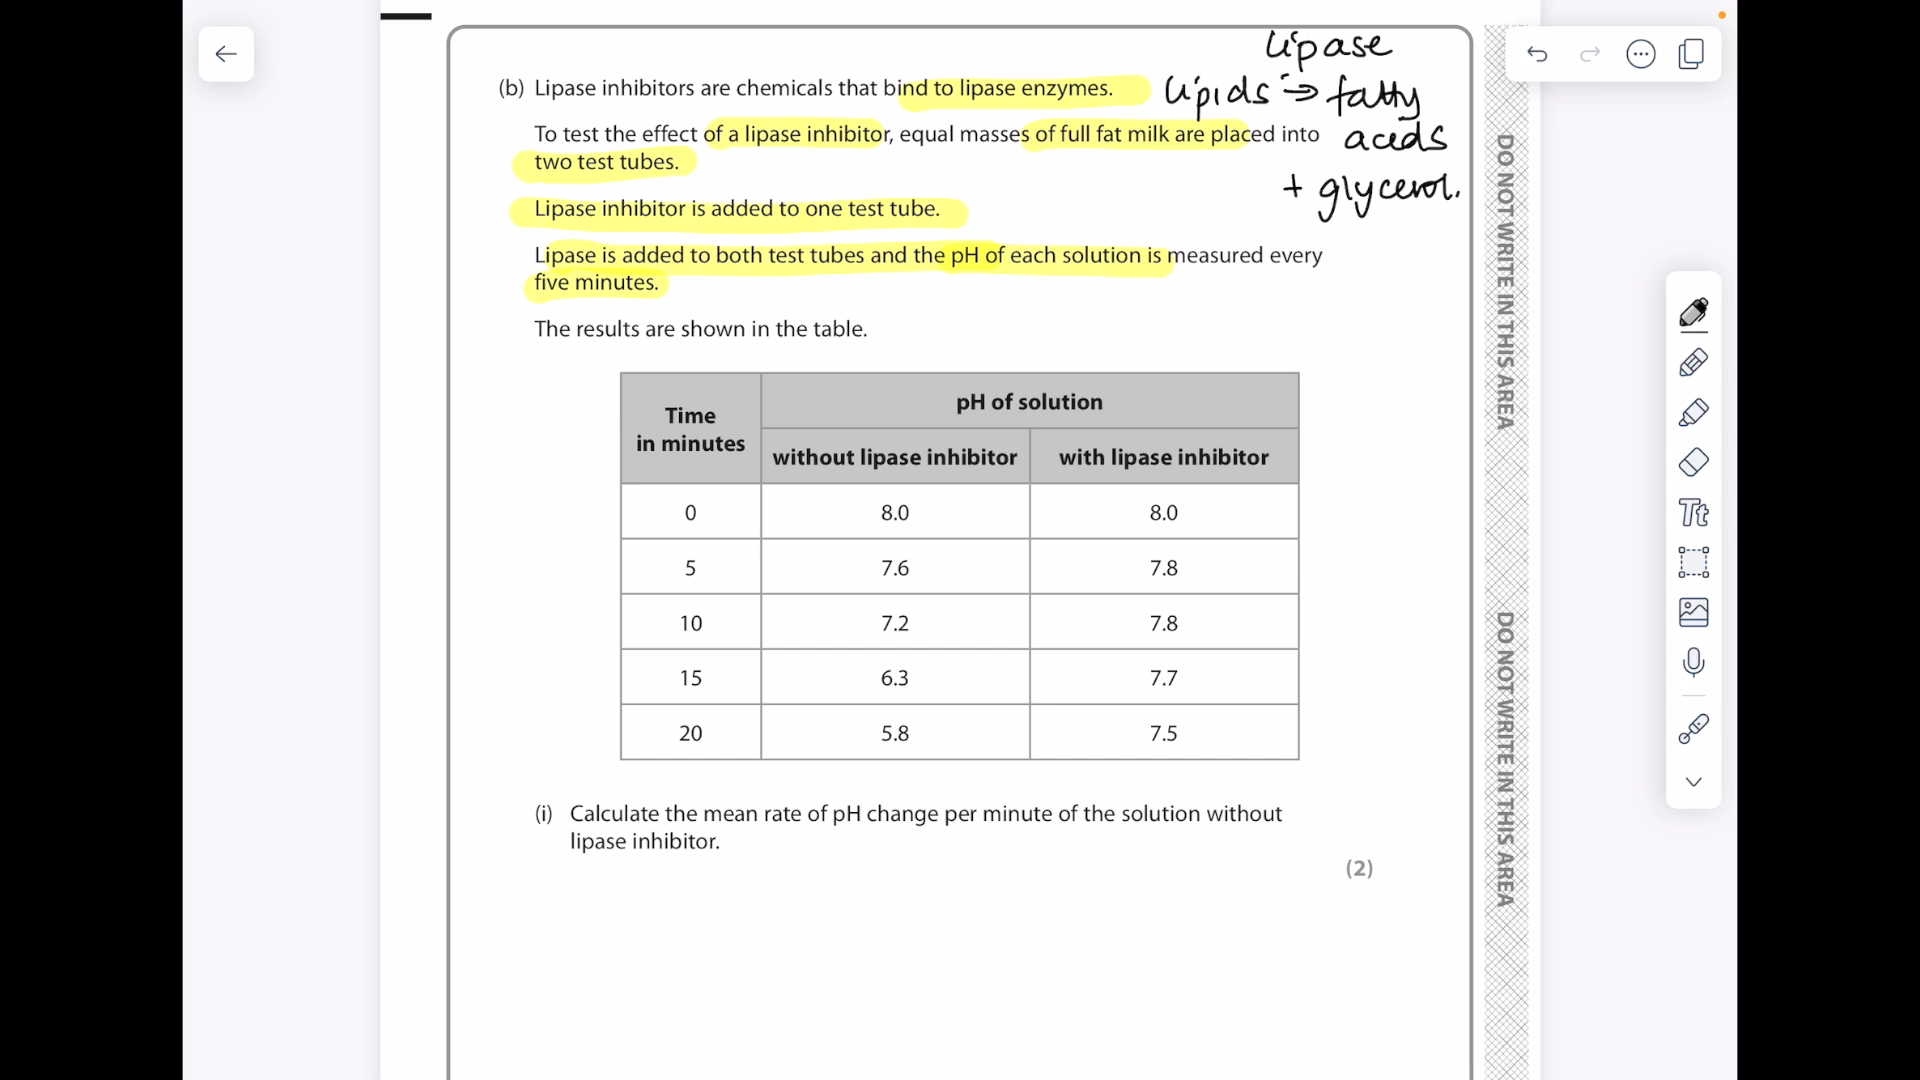 lipase
(b) Lipase inhibitors are chemicals that bind to lipase enzymes.
lipids → fatty
To test the effect of a lipase inhibitor, equal masses of full fat milk are placed into
acids
two test tubes.
+ glycerol.
Lipase inhibitor is added to one test tube.
Lipase is added to both test tubes and the pH of each solution is measured every
five minutes.
The results are shown in the table.
Time
in minutes
pH of solution
without lipase inhibitor with lipase inhibitor
0 8.0 8.0
5 7.6 7.8
10 7.2 7.8
15 6.3 7.7
20 5.8 7.5
(i) Calculate the mean rate of pH change per minute of the solution without
lipase inhibitor.
(2)
DO NOT WRITE IN THIS AREA
DO NOT WRITE IN THIS AREA
Tt